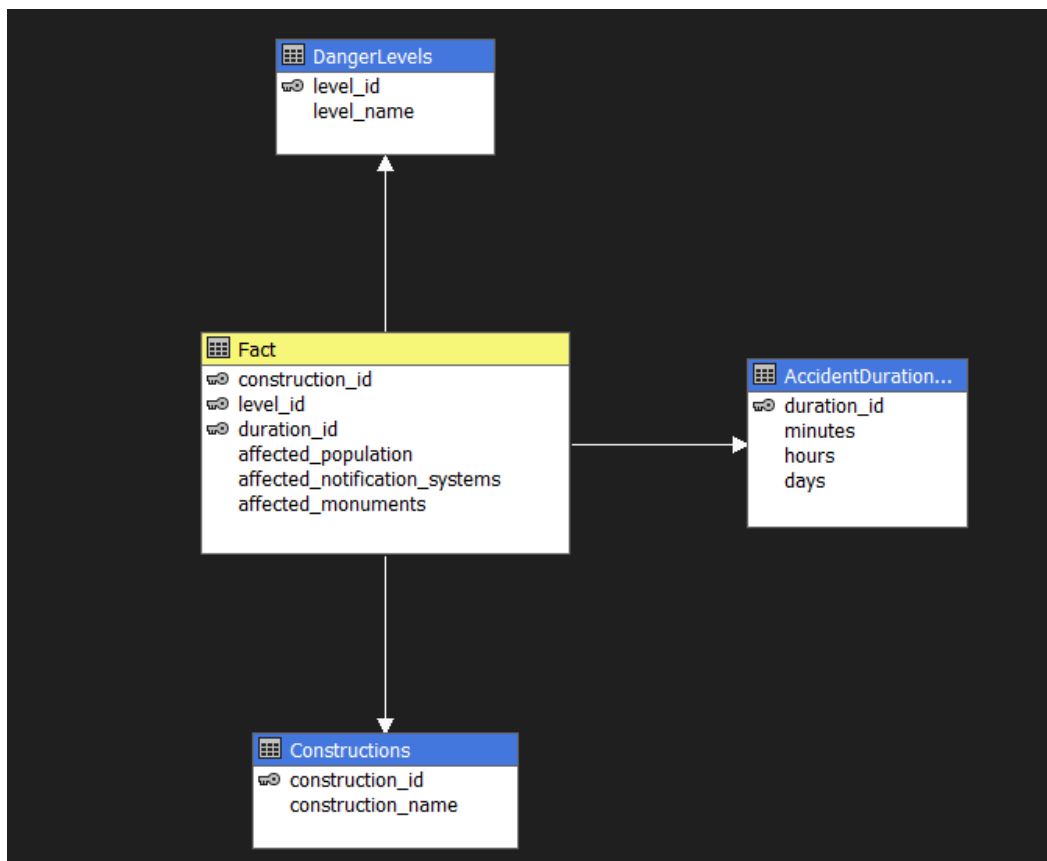 DangerLevels
level_id
level_name
Fact
construction_id
level_id
duration_id
affected_population
affected_notification_systems
affected_monuments
AccidentDuration...
duration_id
minutes
hours
days
Constructions
construction_id
construction_name